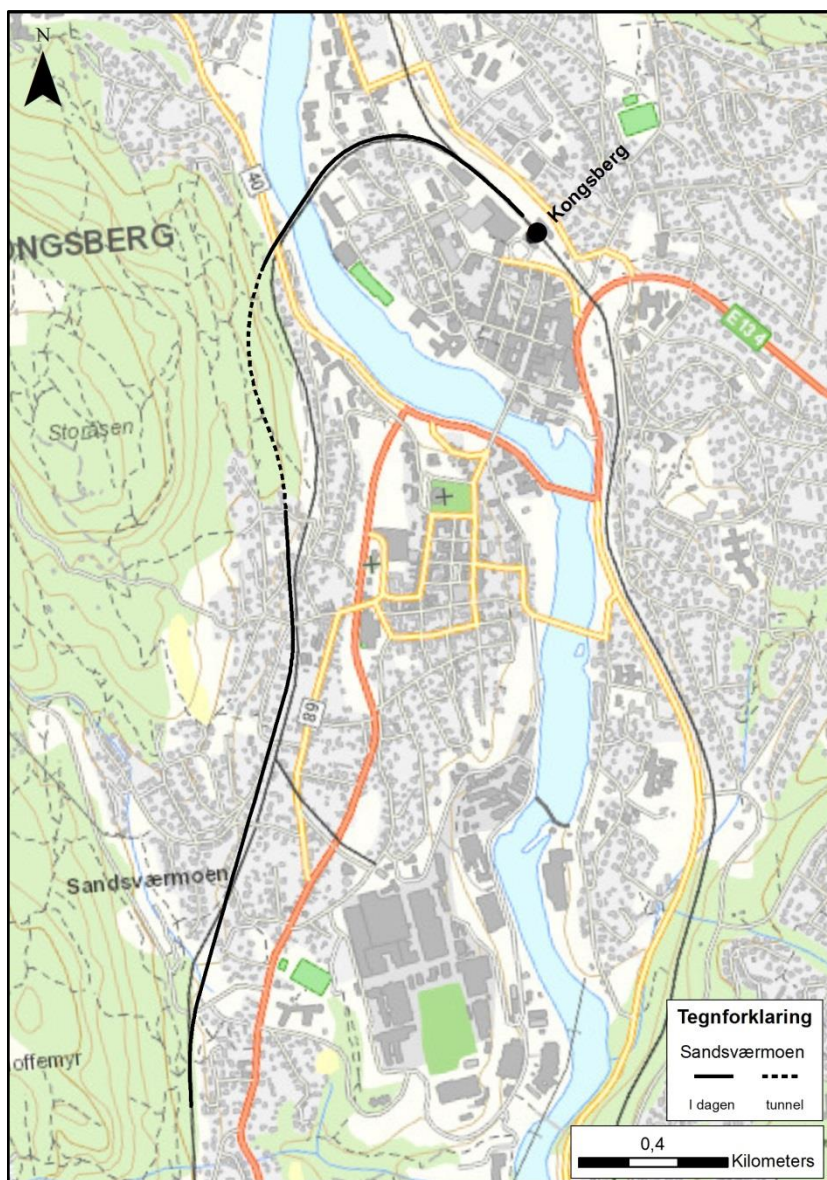 N
40
Kongsberg
ONGSBERG
E134
Storåsen
89
Sandsværmoen
offemyr
Tegnforklaring
Sandsværmoen
I dagen tunnel
0,4
Kilometers